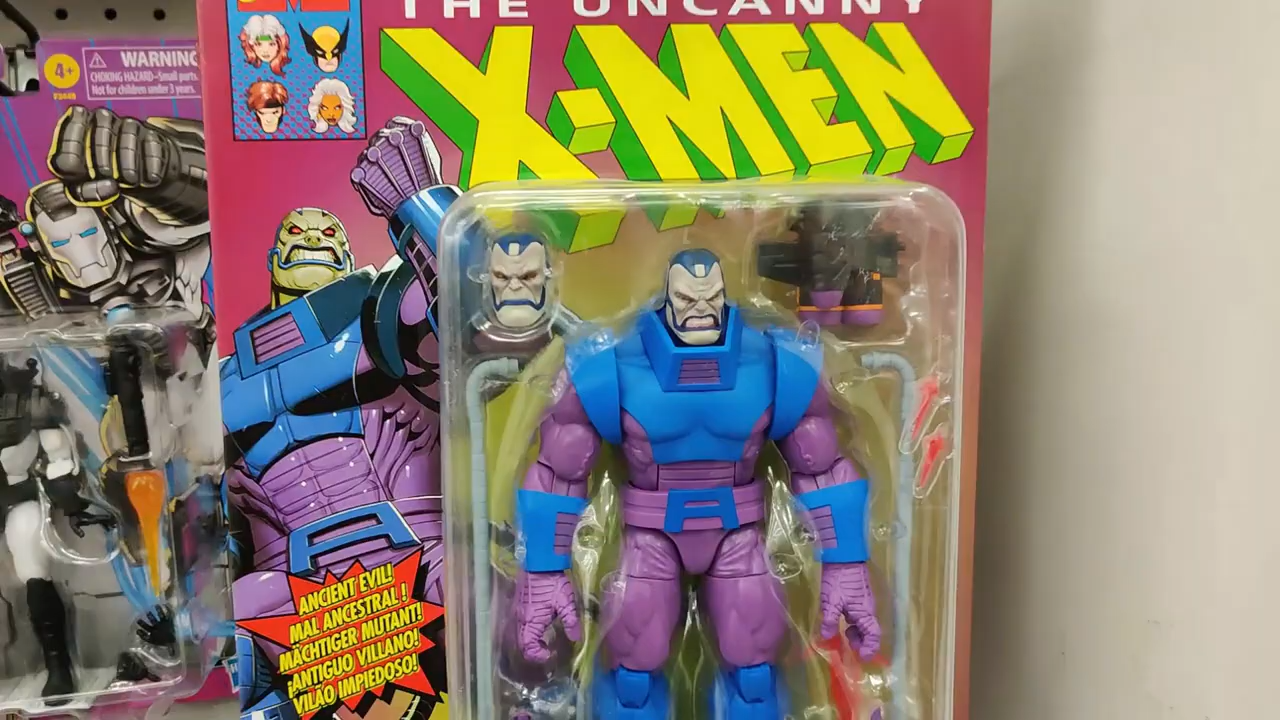 THE UNCANNY
X-MEN
4+
F3449
WARNING
CHOKING HAZARD–Small parts.
Not for children under 3 years.
A
A
ANCIENT EVIL!
MAL ANCESTRAL!
MÄCHTIGER MUTANT!
¡ANTIGUO VILLANO!
VILÃO IMPIEDOSO!